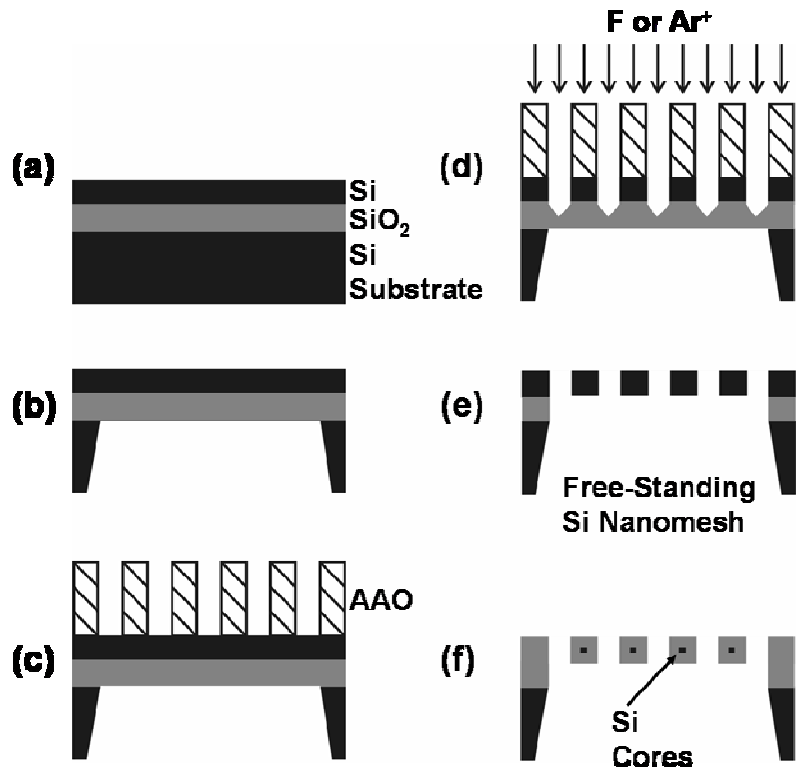 (a)
Si
SiO₂
Si
Substrate
(b)
(c)
AAO
F or Ar⁺
(d)
(e)
Free-Standing
Si Nanomesh
(f)
Si
Cores